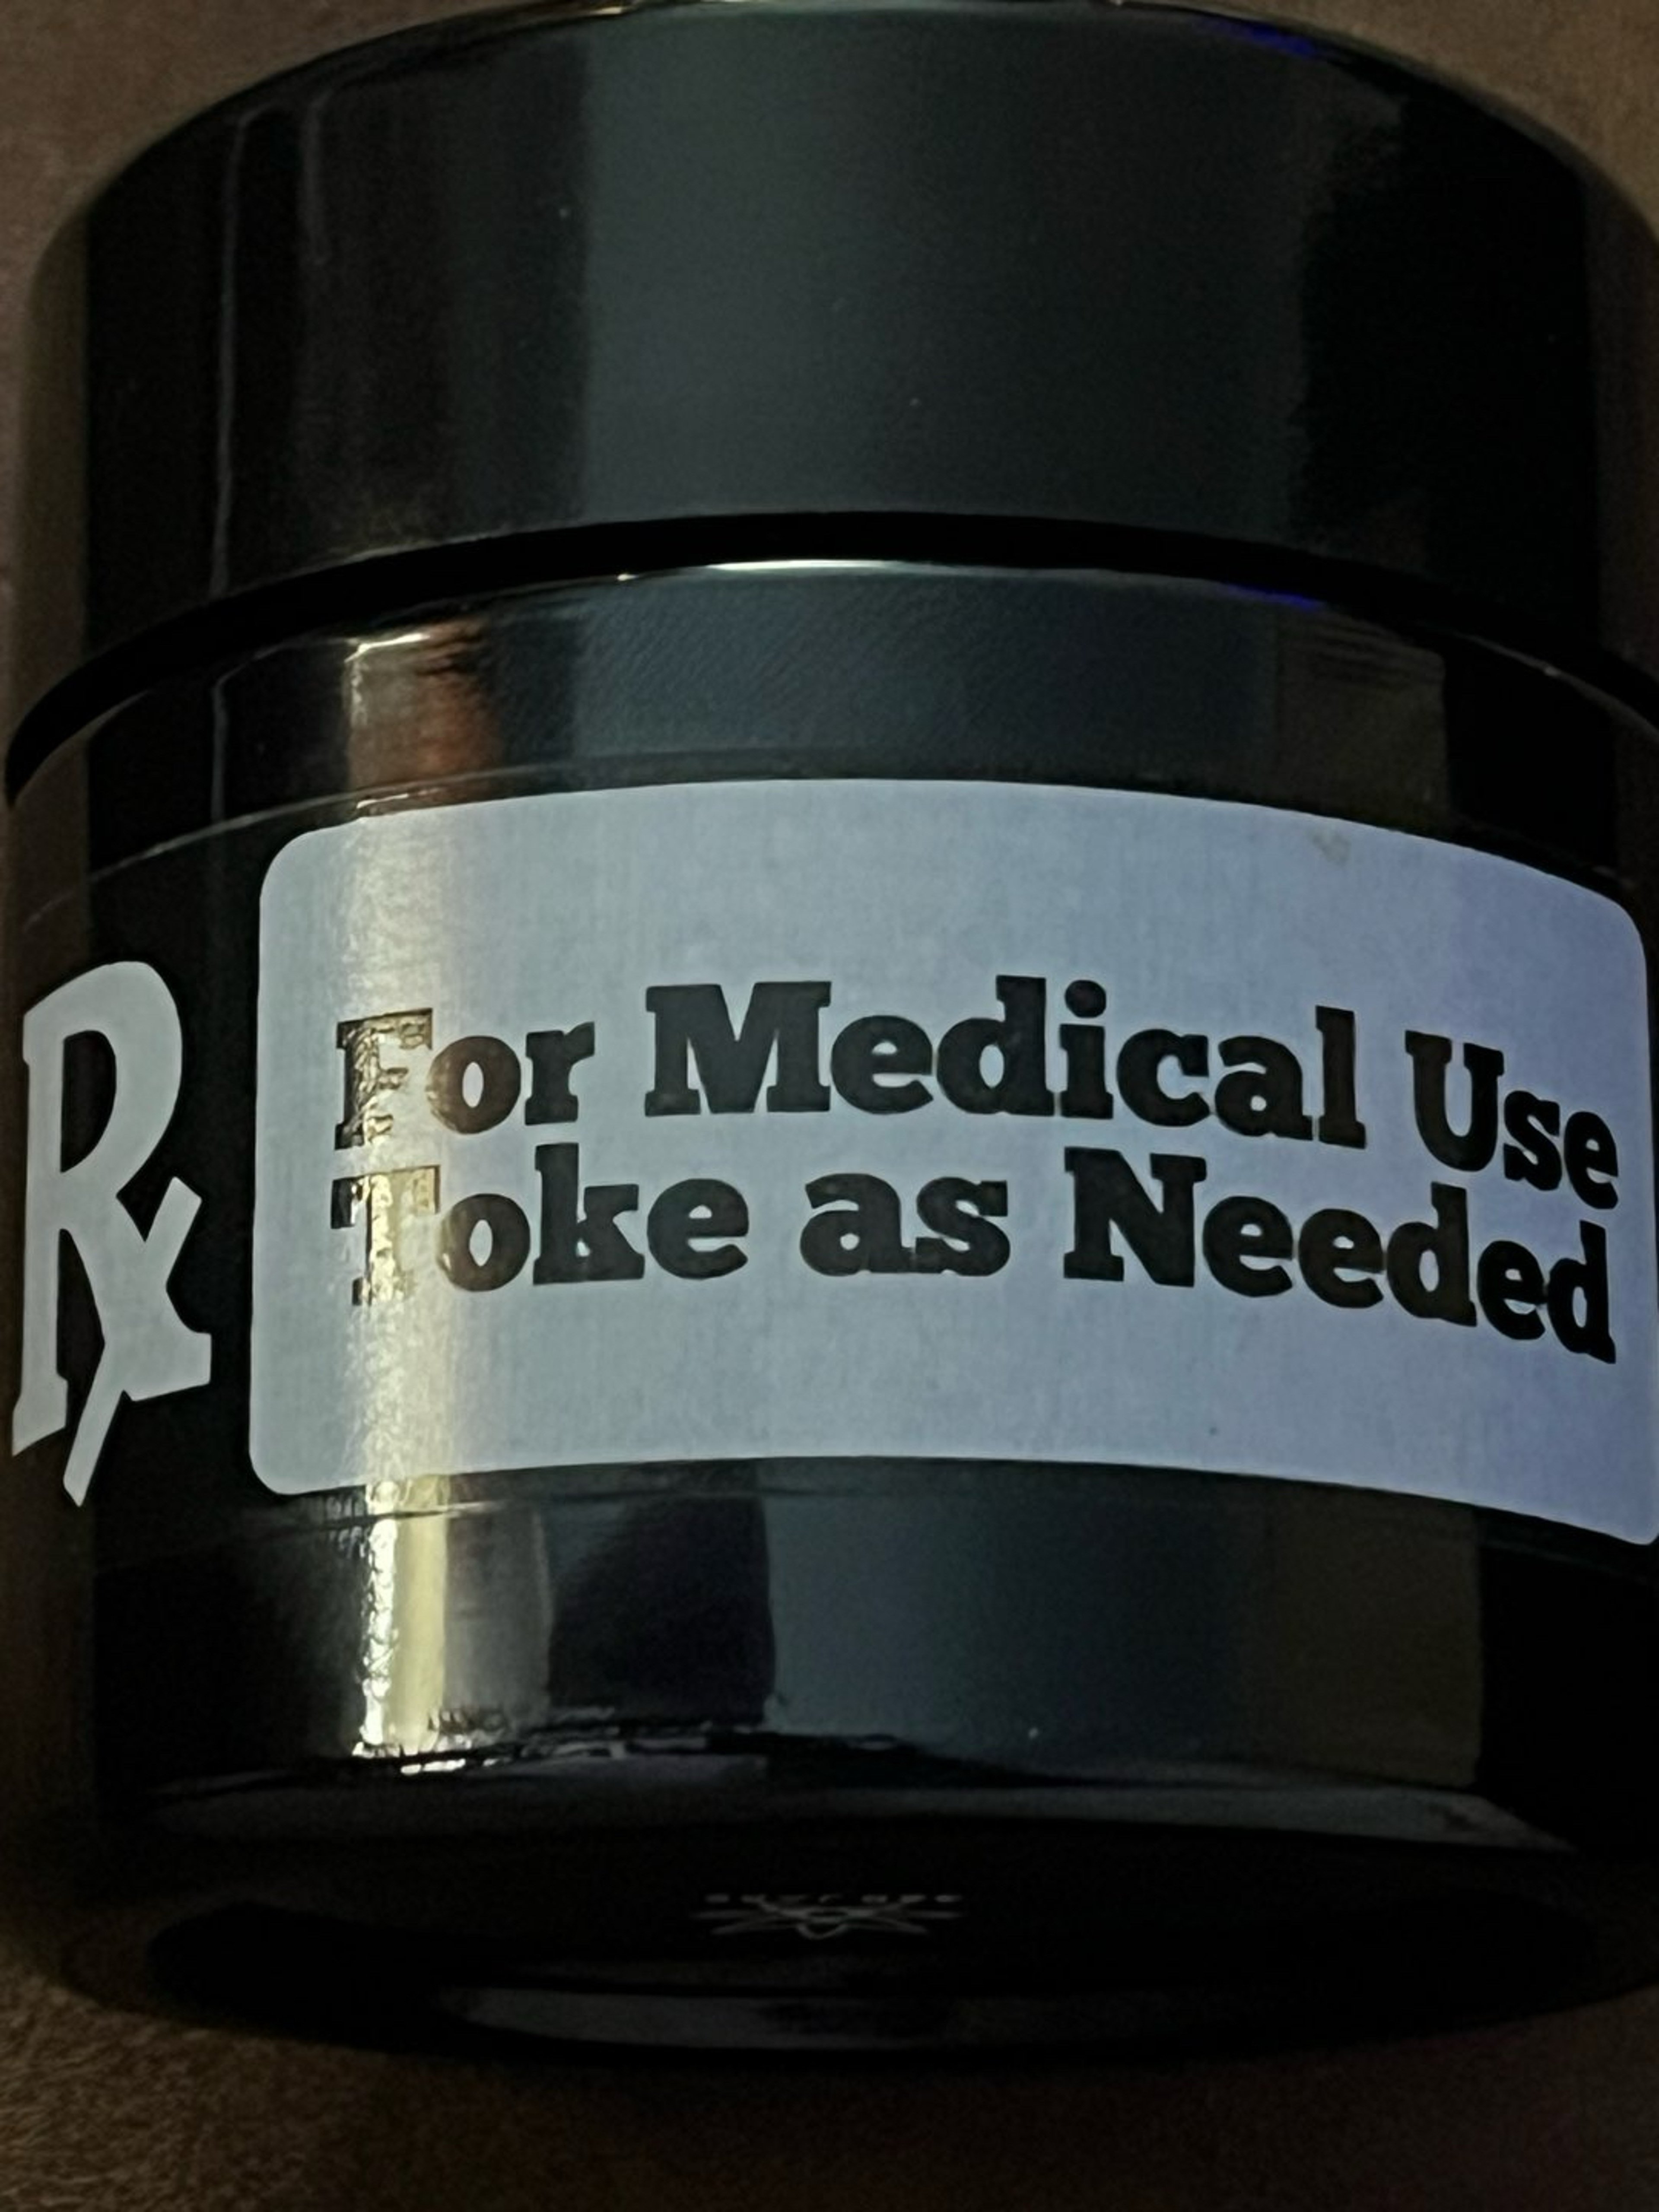 ℞
For Medical Use
Toke as Needed